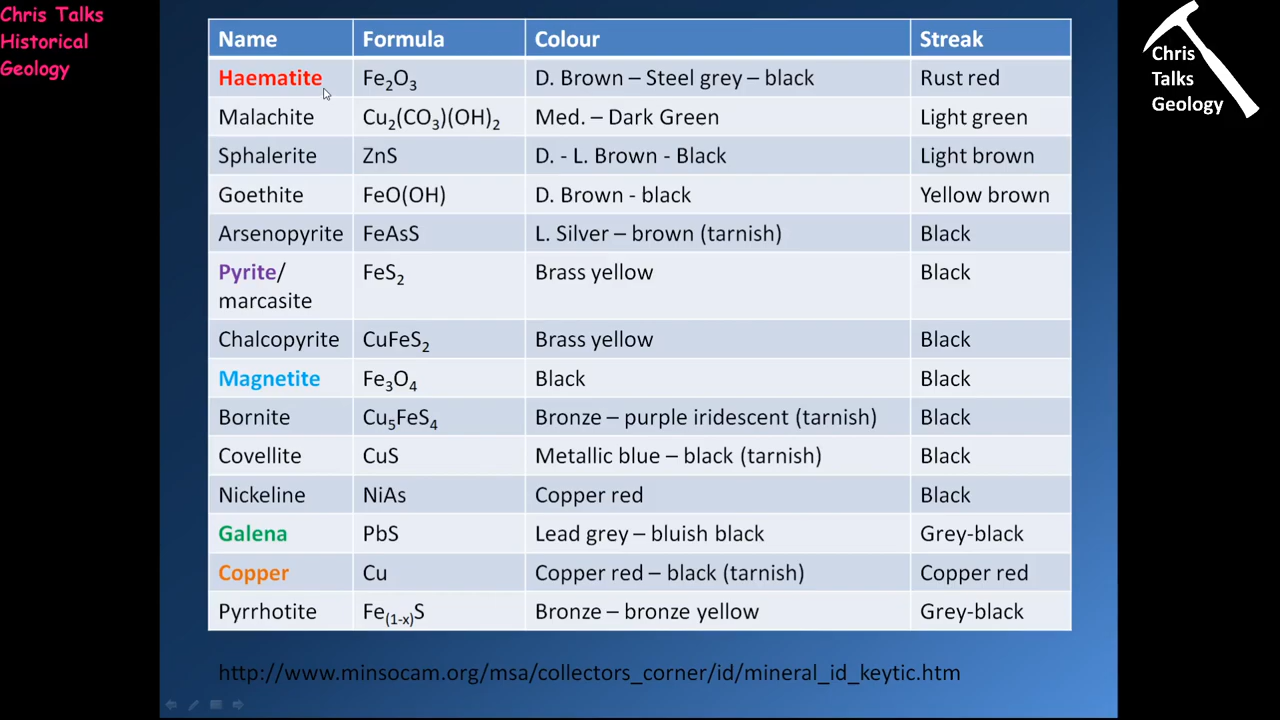 Chris Talks
Historical
Geology
Chris
Talks
Geology
Name Formula Colour Streak
Haematite Fe₂O₃ D. Brown – Steel grey – black Rust red
Malachite Cu₂(CO₃)(OH)₂ Med. – Dark Green Light green
Sphalerite ZnS D. - L. Brown - Black Light brown
Goethite FeO(OH) D. Brown - black Yellow brown
Arsenopyrite FeAsS L. Silver – brown (tarnish) Black
Pyrite/ FeS₂ Brass yellow Black
marcasite
Chalcopyrite CuFeS₂ Brass yellow Black
Magnetite Fe₃O₄ Black Black
Bornite Cu₅FeS₄ Bronze – purple iridescent (tarnish) Black
Covellite CuS Metallic blue – black (tarnish) Black
Nickeline NiAs Copper red Black
Galena PbS Lead grey – bluish black Grey-black
Copper Cu Copper red – black (tarnish) Copper red
Pyrrhotite Fe₍₁₋ₓ₎S Bronze – bronze yellow Grey-black
http://www.minsocam.org/msa/collectors_corner/id/mineral_id_keytic.htm